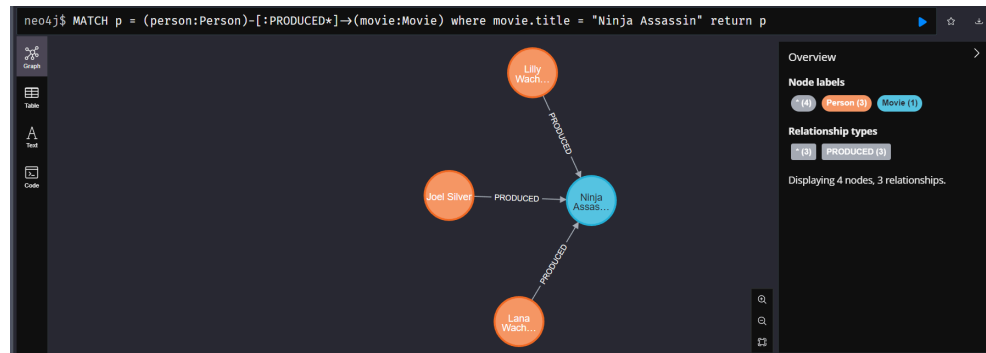 neo4j$ MATCH p = (person:Person)-[:PRODUCED*]→(movie:Movie) where movie.title = "Ninja Assassin" return p
Graph
Table
A
Text
Code
Lilly
Wach…
PRODUCED
Joel Silver
PRODUCED
Ninja
Assas…
PRODUCED
Lana
Wach…
Overview
Node labels
* (4) Person (3) Movie (1)
Relationship types
* (3) PRODUCED (3)
Displaying 4 nodes, 3 relationships.